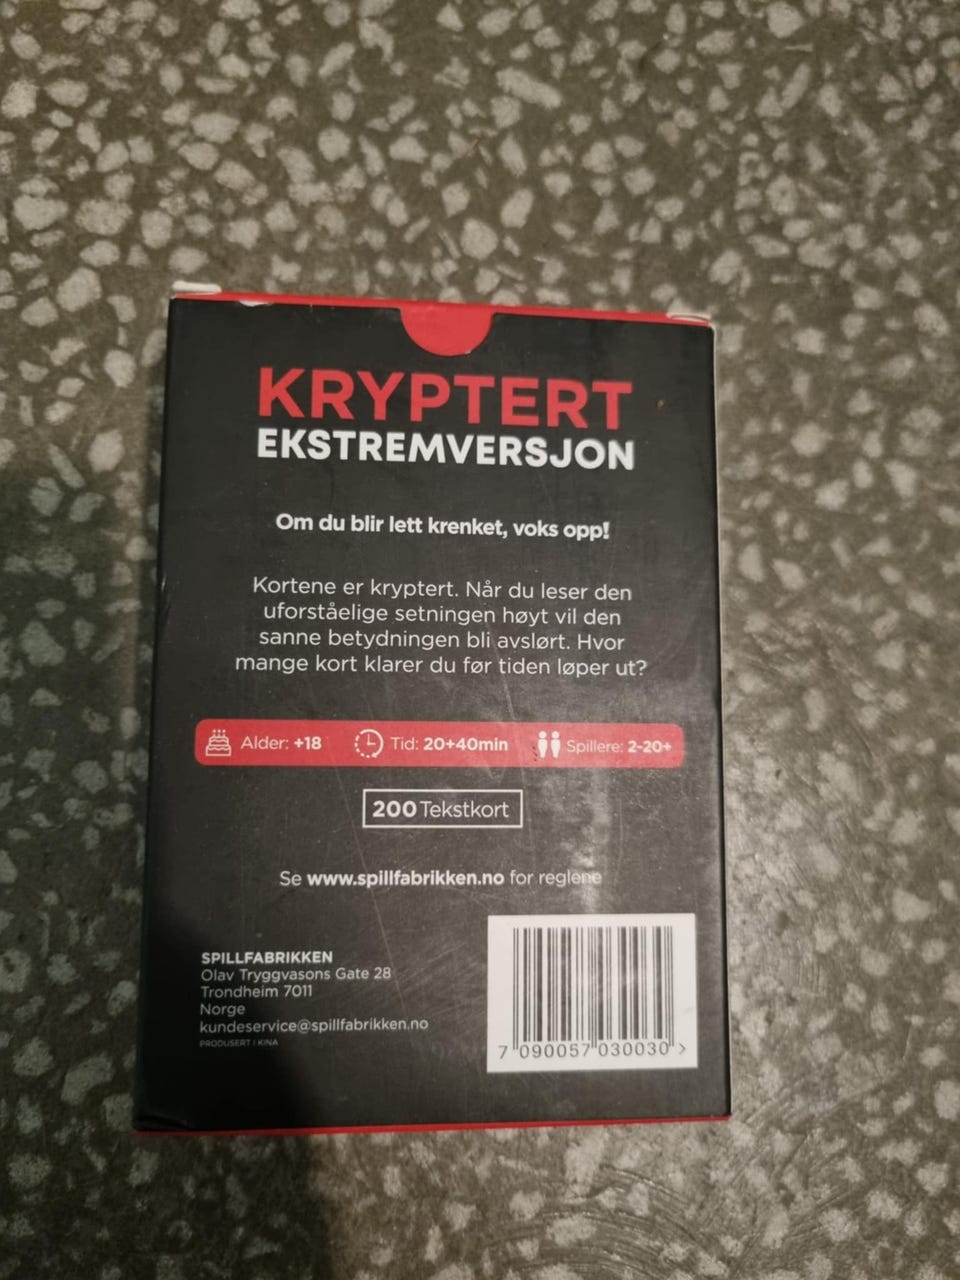 KRYPTERT
EKSTREMVERSJON
Om du blir lett krenket, voks opp!
Kortene er kryptert. Når du leser den
uforståelige setningen høyt vil den
sanne betydningen bli avslørt. Hvor
mange kort klarer du før tiden løper ut?
Alder: +18 Tid: 20+40min Spillere: 2-20+
200 Tekstkort
Se www.spillfabrikken.no for reglene
SPILLFABRIKKEN
Olav Tryggvasons Gate 28
Trondheim 7011
Norge
kundeservice@spillfabrikken.no
PRODUSERT I KINA
7 090057 030030 >